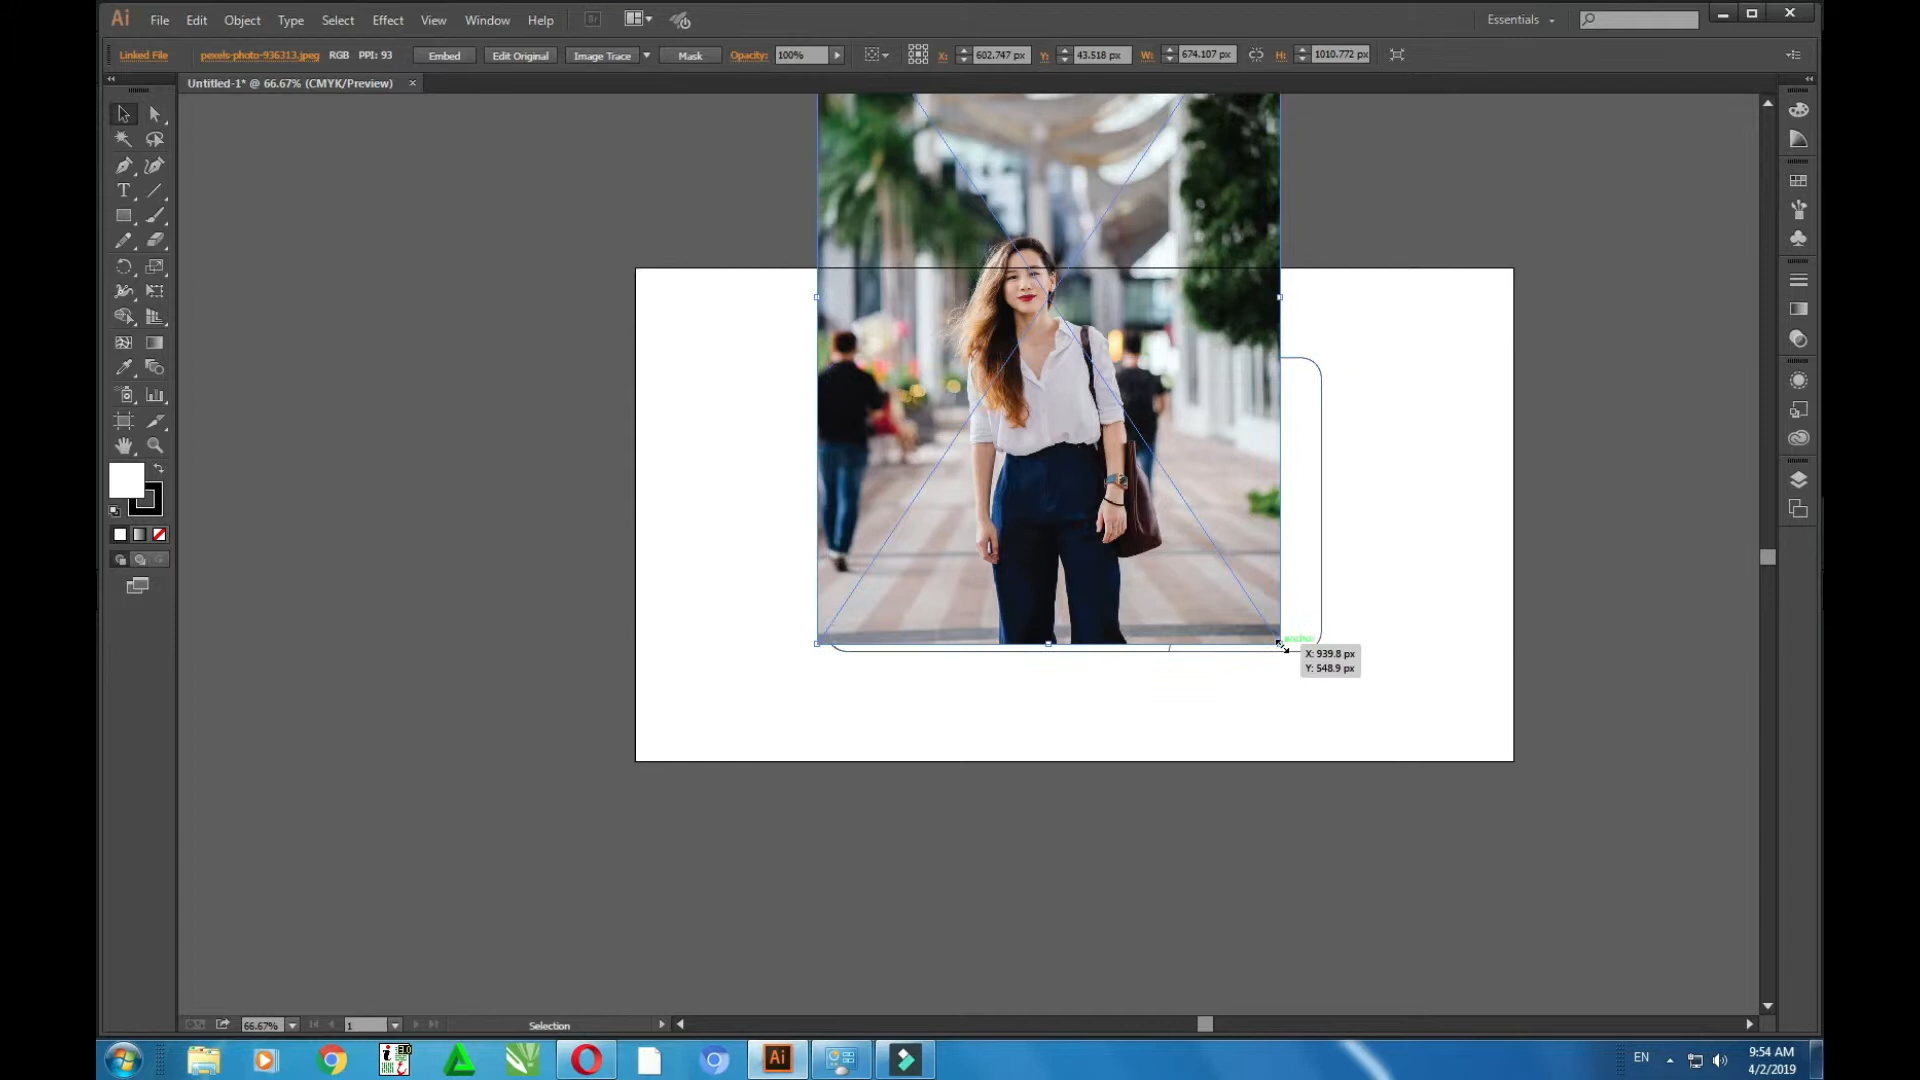 Ai File Edit Object Type Select Effect View Window Help Br Essentials
Linked File pexels-photo-936313.jpeg RGB PPI: 93 Embed Edit Original Image Trace Mask Opacity: 100% X: 602.747 px Y: 43.518 px W: 674.107 px H: 1010.772 px
Untitled-1* @ 66.67% (CMYK/Preview)
X: 939.8 px
Y: 548.9 px
66.67% 1 Selection
Ai EN 9:54 AM
4/2/2019